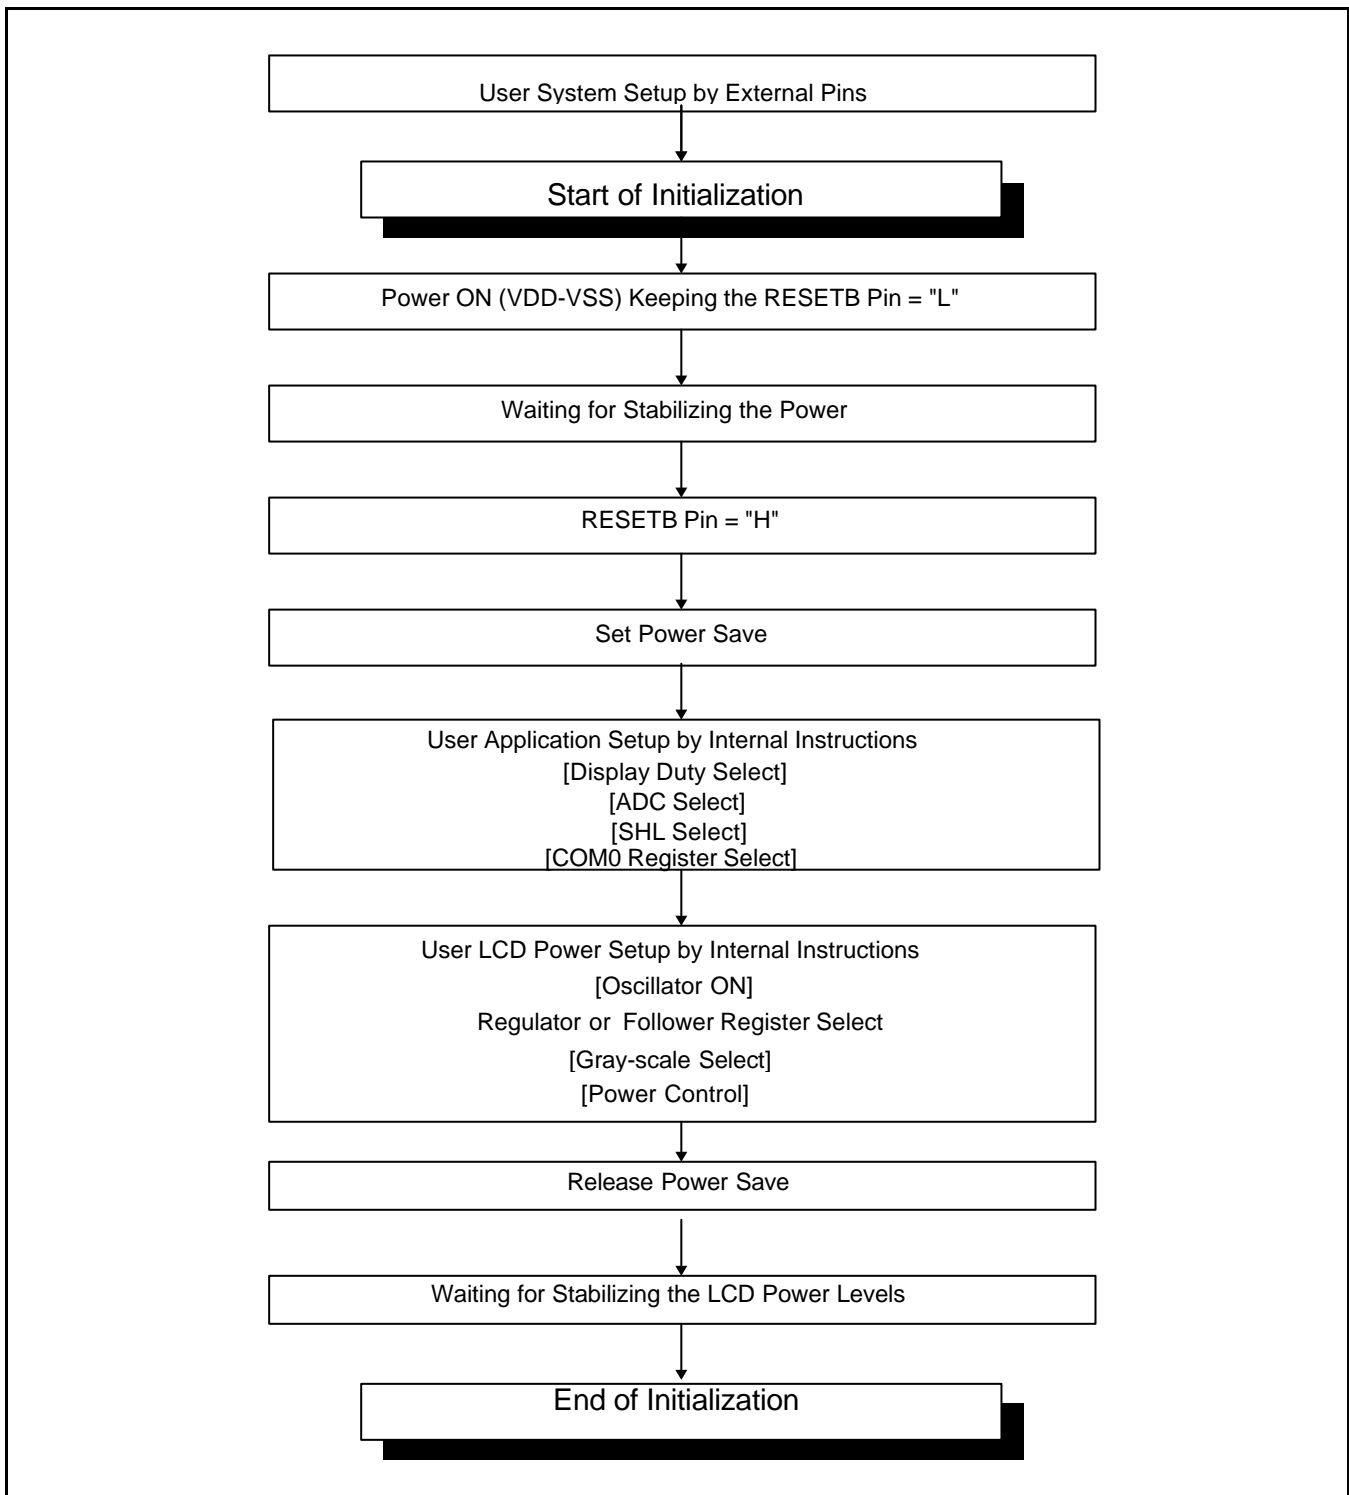 User System Setup by External Pins
Start of Initialization
Power ON (VDD-VSS) Keeping the RESETB Pin = "L"
Waiting for Stabilizing the Power
RESETB Pin = "H"
Set Power Save
User Application Setup by Internal Instructions
[Display Duty Select]
[ADC Select]
[SHL Select]
[COM0 Register Select]
User LCD Power Setup by Internal Instructions
[Oscillator ON]
Regulator or Follower Register Select
[Gray-scale Select]
[Power Control]
Release Power Save
Waiting for Stabilizing the LCD Power Levels
End of Initialization